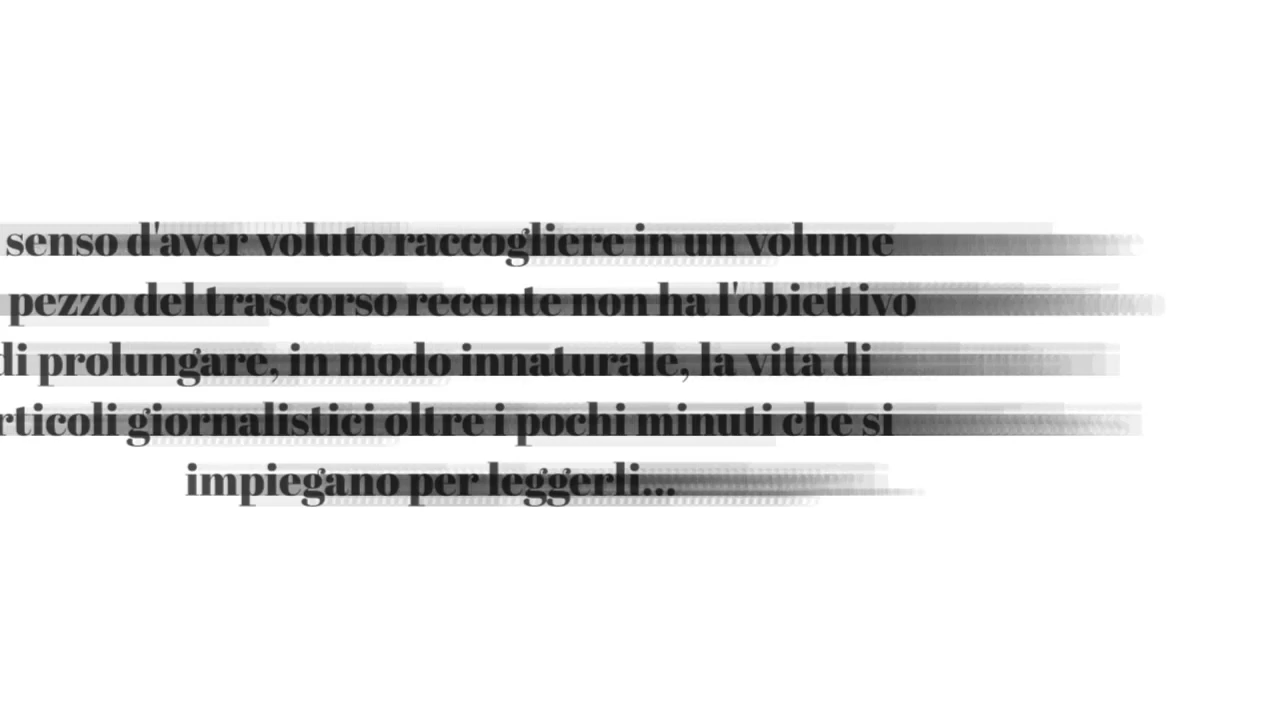 senso d'aver voluto raccogliere in un volume
pezzo del trascorso recente non ha l'obiettivo
di prolungare, in modo innaturale, la vita di
rticoli giornalistici oltre i pochi minuti che si
impiegano per leggerli...